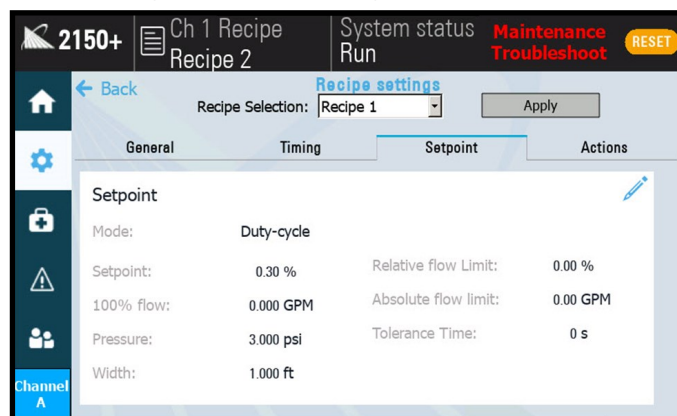 2150+
Ch 1 Recipe
Recipe 2
System status
Run
Maintenance
Troubleshoot
RESET
Back
Recipe settings
Recipe Selection: Recipe 1
Apply
General Timing Setpoint Actions
Setpoint
Mode: Duty-cycle
Setpoint: 0.30 % Relative flow Limit: 0.00 %
100% flow: 0.000 GPM Absolute flow limit: 0.00 GPM
Pressure: 3.000 psi Tolerance Time: 0 s
Width: 1.000 ft
Channel
A